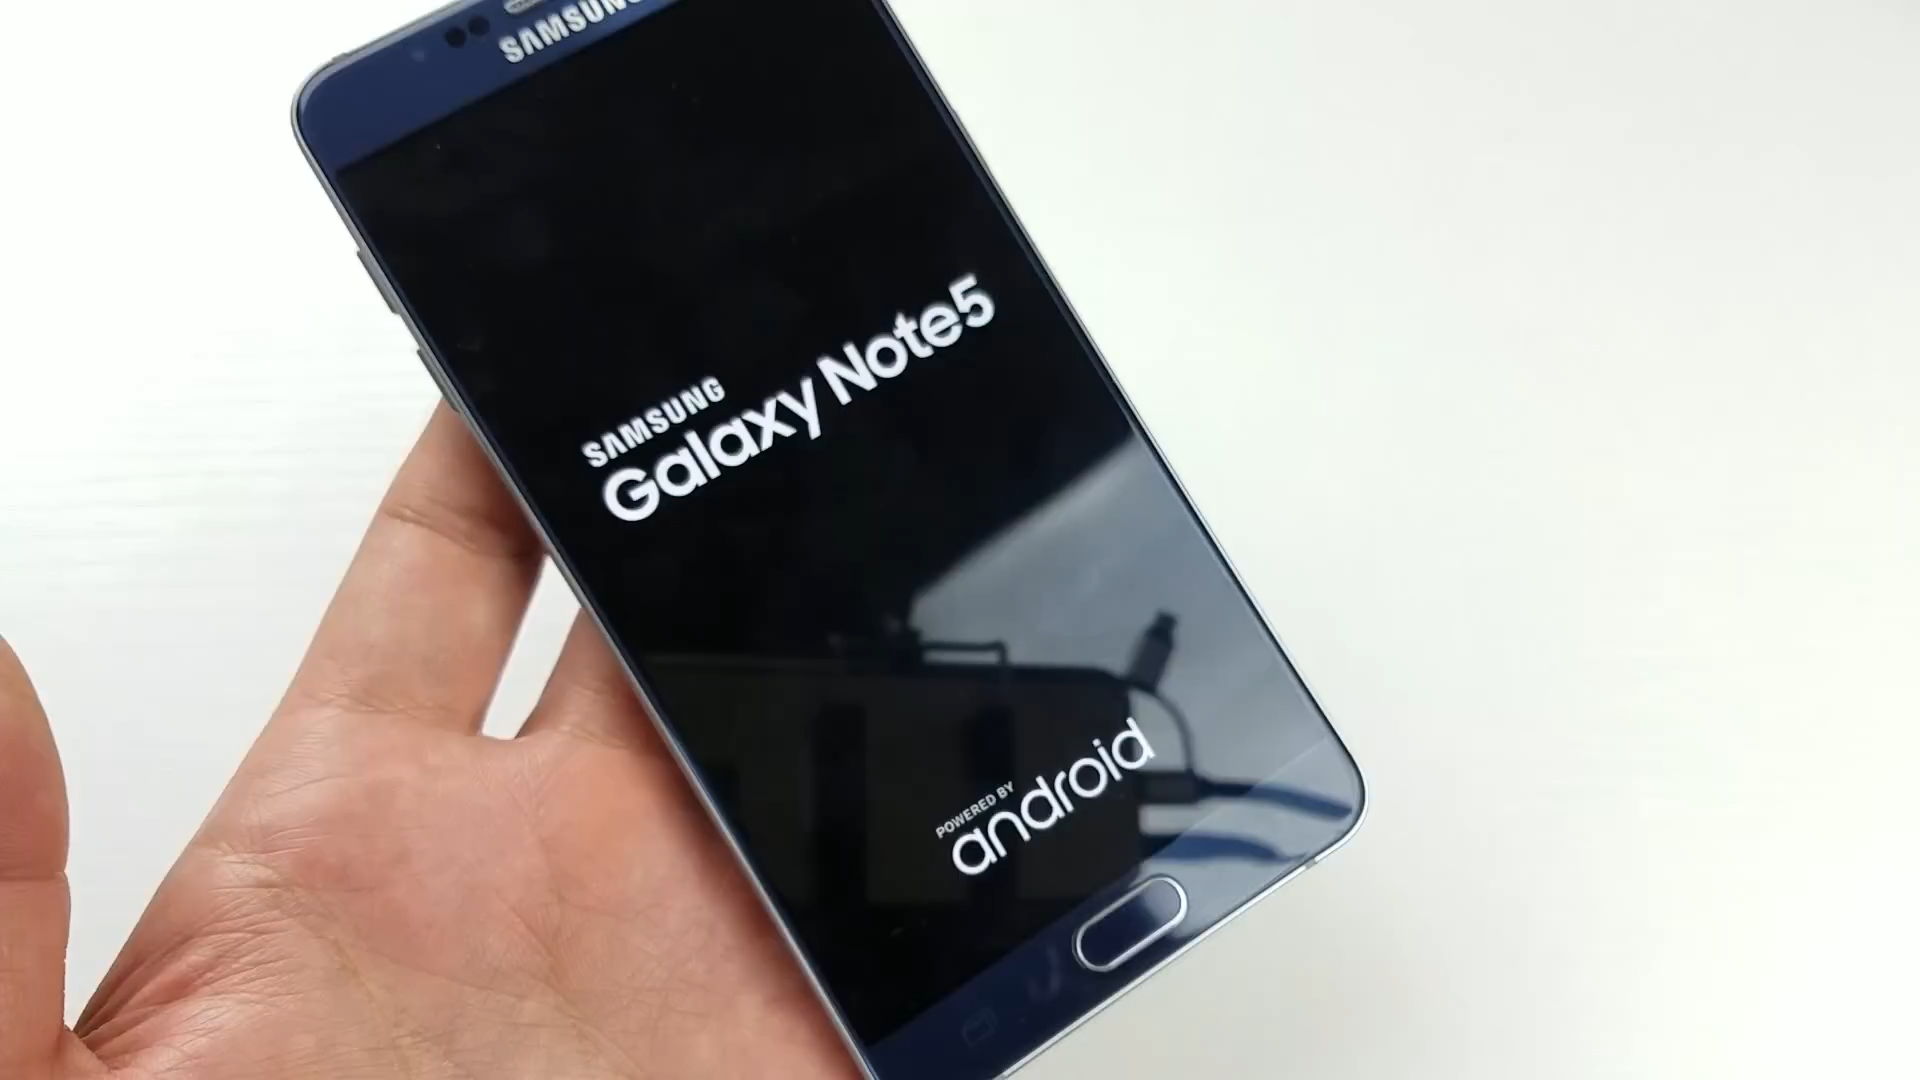 SAMSUNG
SAMSUNG
Galaxy Note5
POWERED BY
android